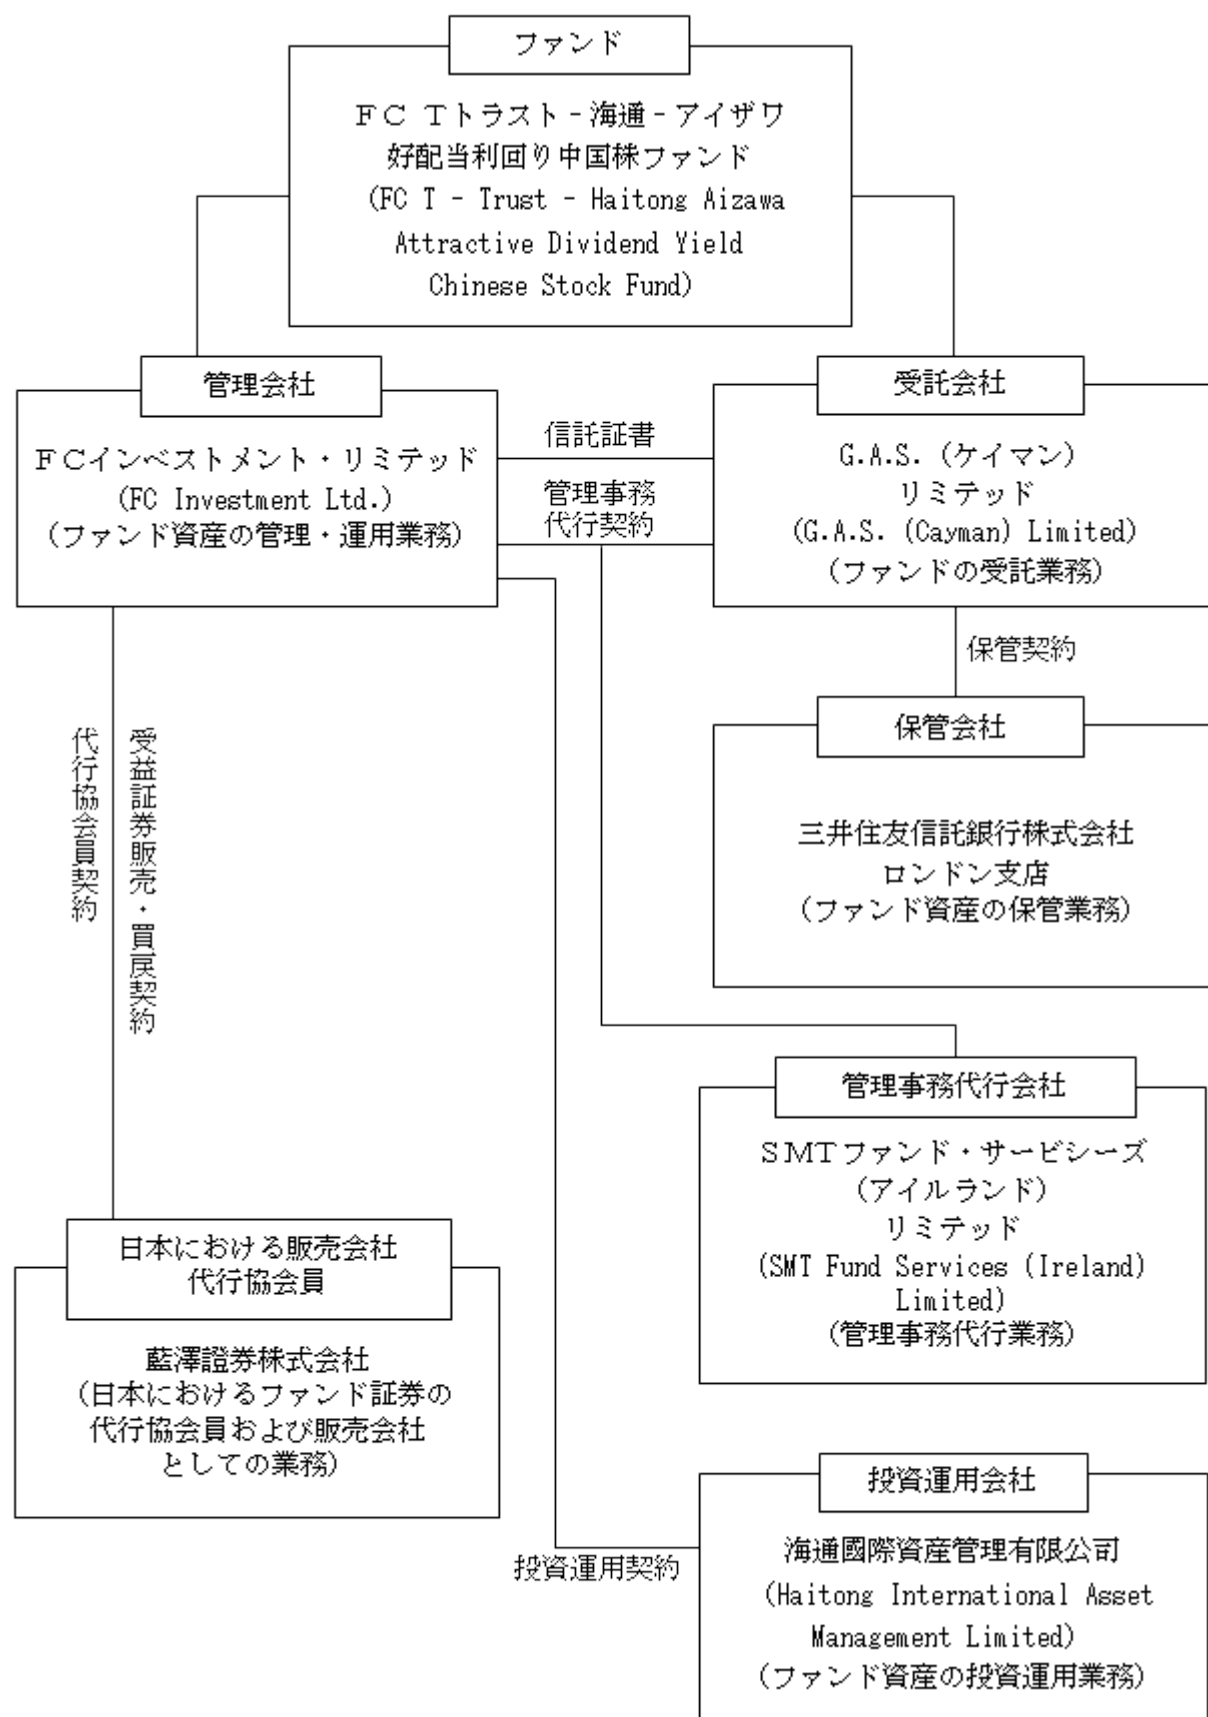 ファンド
ＦＣ Ｔトラスト－海通－アイザワ
好配当利回り中国株ファンド
(FC T - Trust - Haitong Aizawa
Attractive Dividend Yield
Chinese Stock Fund)
管理会社
ＦＣインベストメント・リミテッド
(FC Investment Ltd.)
(ファンド資産の管理・運用業務)
信託証書
管理事務
代行契約
受託会社
G.A.S. (ケイマン)
リミテッド
(G.A.S. (Cayman) Limited)
(ファンドの受託業務)
保管契約
保管会社
三井住友信託銀行株式会社
ロンドン支店
(ファンド資産の保管業務)
代行協会員契約
受益証券販売・買戻契約
管理事務代行会社
ＳＭＴファンド・サービシーズ
(アイルランド)
リミテッド
(SMT Fund Services (Ireland)
Limited)
(管理事務代行業務)
日本における販売会社
代行協会員
藍澤證券株式会社
(日本におけるファンド証券の
代行協会員および販売会社
としての業務)
投資運用契約
投資運用会社
海通國際資産管理有限公司
(Haitong International Asset
Management Limited)
(ファンド資産の投資運用業務)